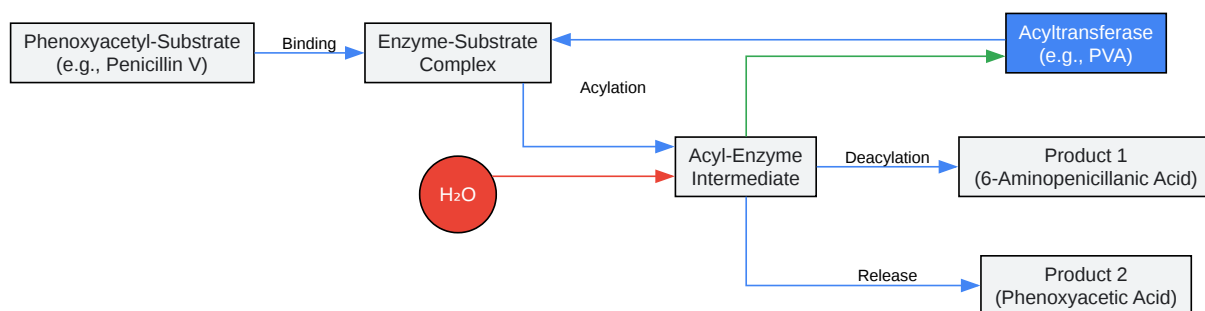 Phenoxyacetyl-Substrate
(e.g., Penicillin V)
Binding
Enzyme-Substrate
Complex
Acyltransferase
(e.g., PVA)
Acylation
H₂O
Acyl-Enzyme
Intermediate
Deacylation
Product 1
(6-Aminopenicillanic Acid)
Release
Product 2
(Phenoxyacetic Acid)